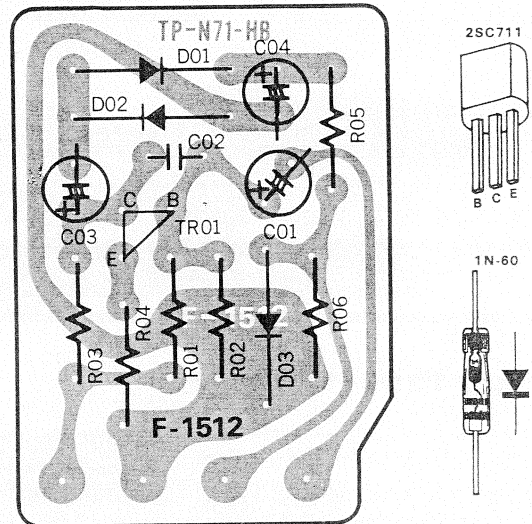 TP-N71-HB
2SC711
D01
C04
D02
R05
C02
C
B
TR01
C03
C01
E
B
C
E
1N-60
R03
R04
R01
R02
D03
R06
F-1512
F-1512